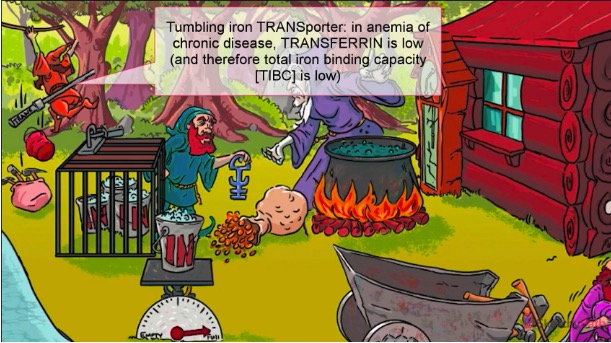 Tumbling iron TRANSporter: in anemia of
chronic disease, TRANSFERRIN is low
(and therefore total iron binding capacity
[TIBC] is low)
TRANS
EMPTY
Full